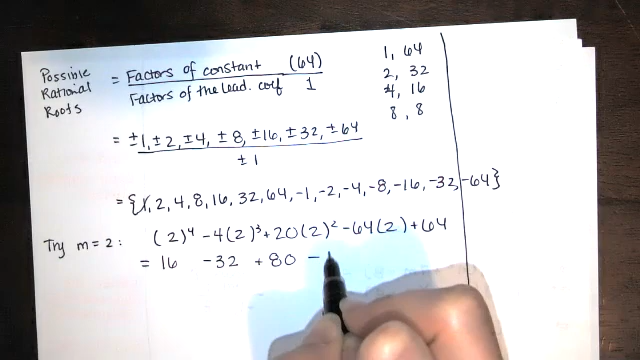 Possible Rational Roots = Factors of constant (64) / Factors of the lead. coef 1
1, 64
2, 32
4, 16
8, 8
= ±1, ±2, ±4, ±8, ±16, ±32, ±64 / ±1
= {1, 2, 4, 8, 16, 32, 64, -1, -2, -4, -8, -16, -32, -64}
Try m = 2: (2)⁴ - 4(2)³ + 20(2)² - 64(2) + 64
= 16 - 32 + 80 -